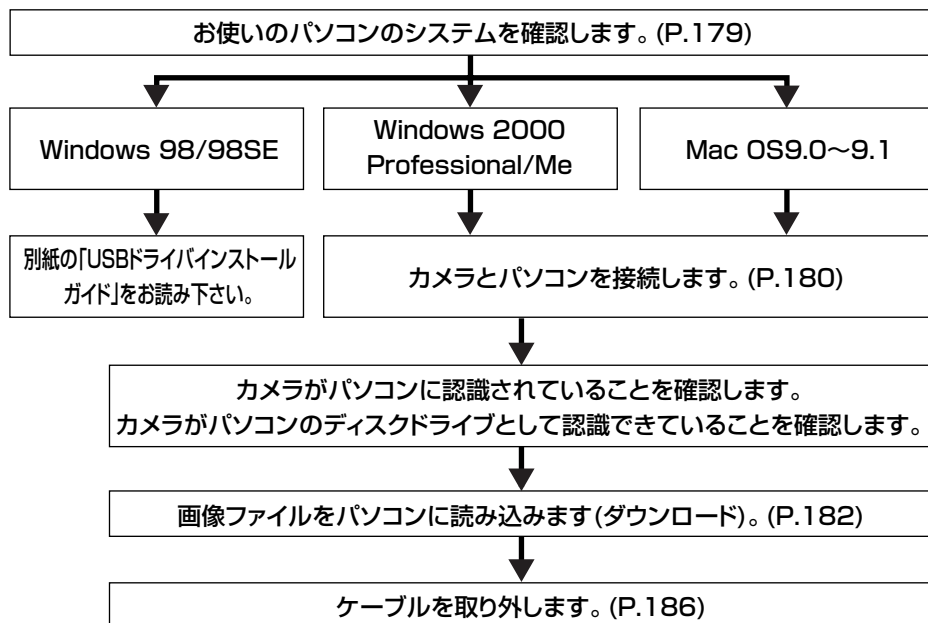 お使いのパソコンのシステムを確認します。(P.179)
Windows 98/98SE
Windows 2000
Professional/Me
Mac OS9.0〜9.1
別紙の「USBドライバインストール
ガイド」をお読み下さい。
カメラとパソコンを接続します。(P.180)
カメラがパソコンに認識されていることを確認します。
カメラがパソコンのディスクドライブとして認識できていることを確認します。
画像ファイルをパソコンに読み込みます(ダウンロード)。(P.182)
ケーブルを取り外します。(P.186)